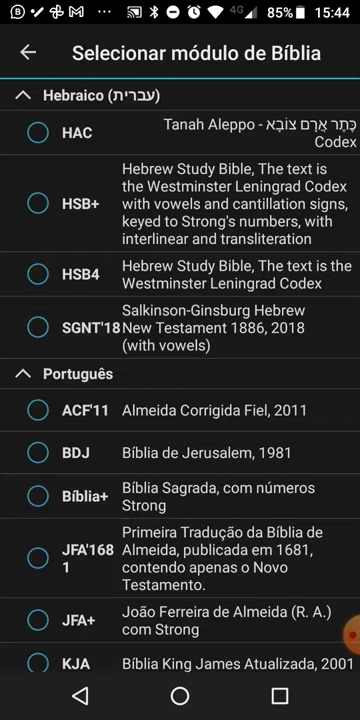 B ... 4G 85% 15:44
Selecionar módulo de Bíblia
Hebraico (עברית)
HAC
Tanah Aleppo - כֶּתֶר אֲרָם צוֹבָא
Codex
HSB+
Hebrew Study Bible, The text is
the Westminster Leningrad Codex
with vowels and cantillation signs,
keyed to Strong's numbers, with
interlinear and transliteration
HSB4
Hebrew Study Bible, The text is the
Westminster Leningrad Codex
SGNT'18
Salkinson-Ginsburg Hebrew
New Testament 1886, 2018
(with vowels)
Português
ACF'11
Almeida Corrigida Fiel, 2011
BDJ
Bíblia de Jerusalem, 1981
Bíblia+
Bíblia Sagrada, com números
Strong
JFA'168
1
Primeira Tradução da Bíblia de
Almeida, publicada em 1681,
contendo apenas o Novo
Testamento.
JFA+
João Ferreira de Almeida (R. A.)
com Strong
KJA
Bíblia King James Atualizada, 2001